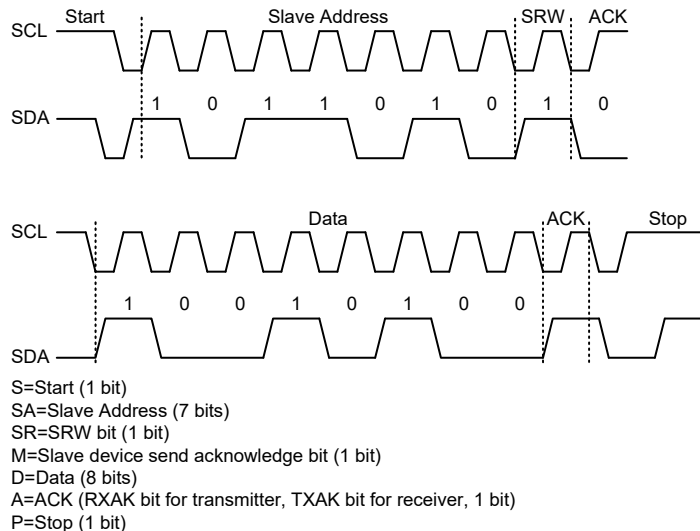 Start Slave Address SRW ACK
SCL
1 0 1 1 0 1 0 1 0
SDA
Data ACK Stop
SCL
1 0 0 1 0 1 0 0
SDA
S=Start (1 bit)
SA=Slave Address (7 bits)
SR=SRW bit (1 bit)
M=Slave device send acknowledge bit (1 bit)
D=Data (8 bits)
A=ACK (RXAK bit for transmitter, TXAK bit for receiver, 1 bit)
P=Stop (1 bit)